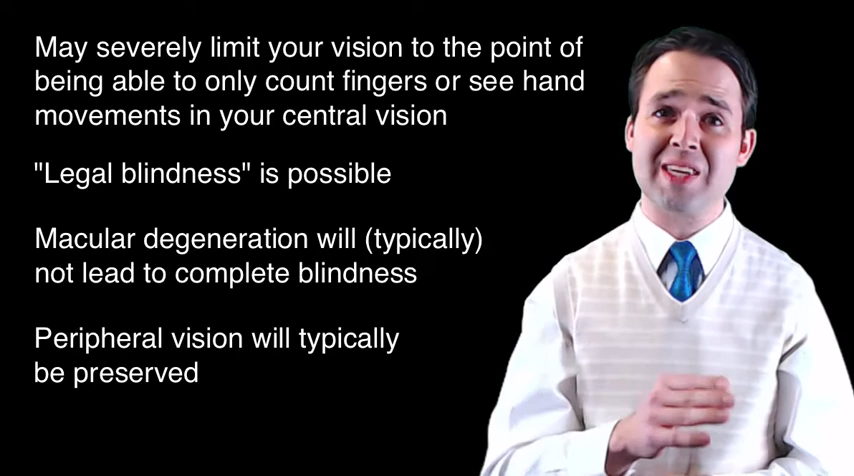 May severely limit your vision to the point of
being able to only count fingers or see hand
movements in your central vision
"Legal blindness" is possible
Macular degeneration will (typically)
not lead to complete blindness
Peripheral vision will typically
be preserved